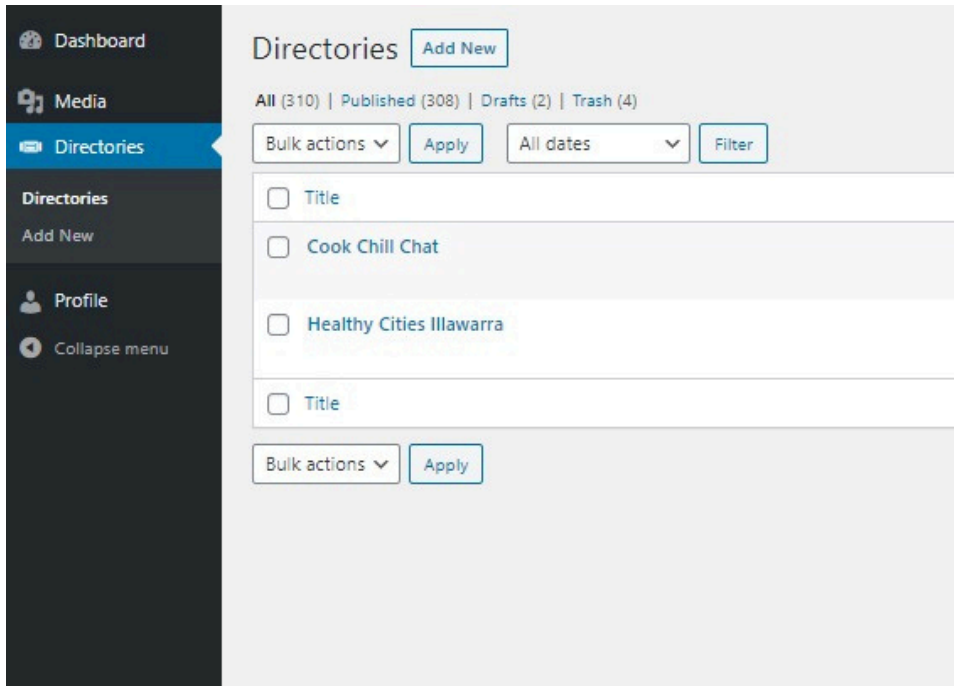 Dashboard
Media
Directories
Directories
Add New
Profile
Collapse menu
Directories Add New
All (310) | Published (308) | Drafts (2) | Trash (4)
Bulk actions Apply All dates Filter
Title
Cook Chill Chat
Healthy Cities Illawarra
Title
Bulk actions Apply